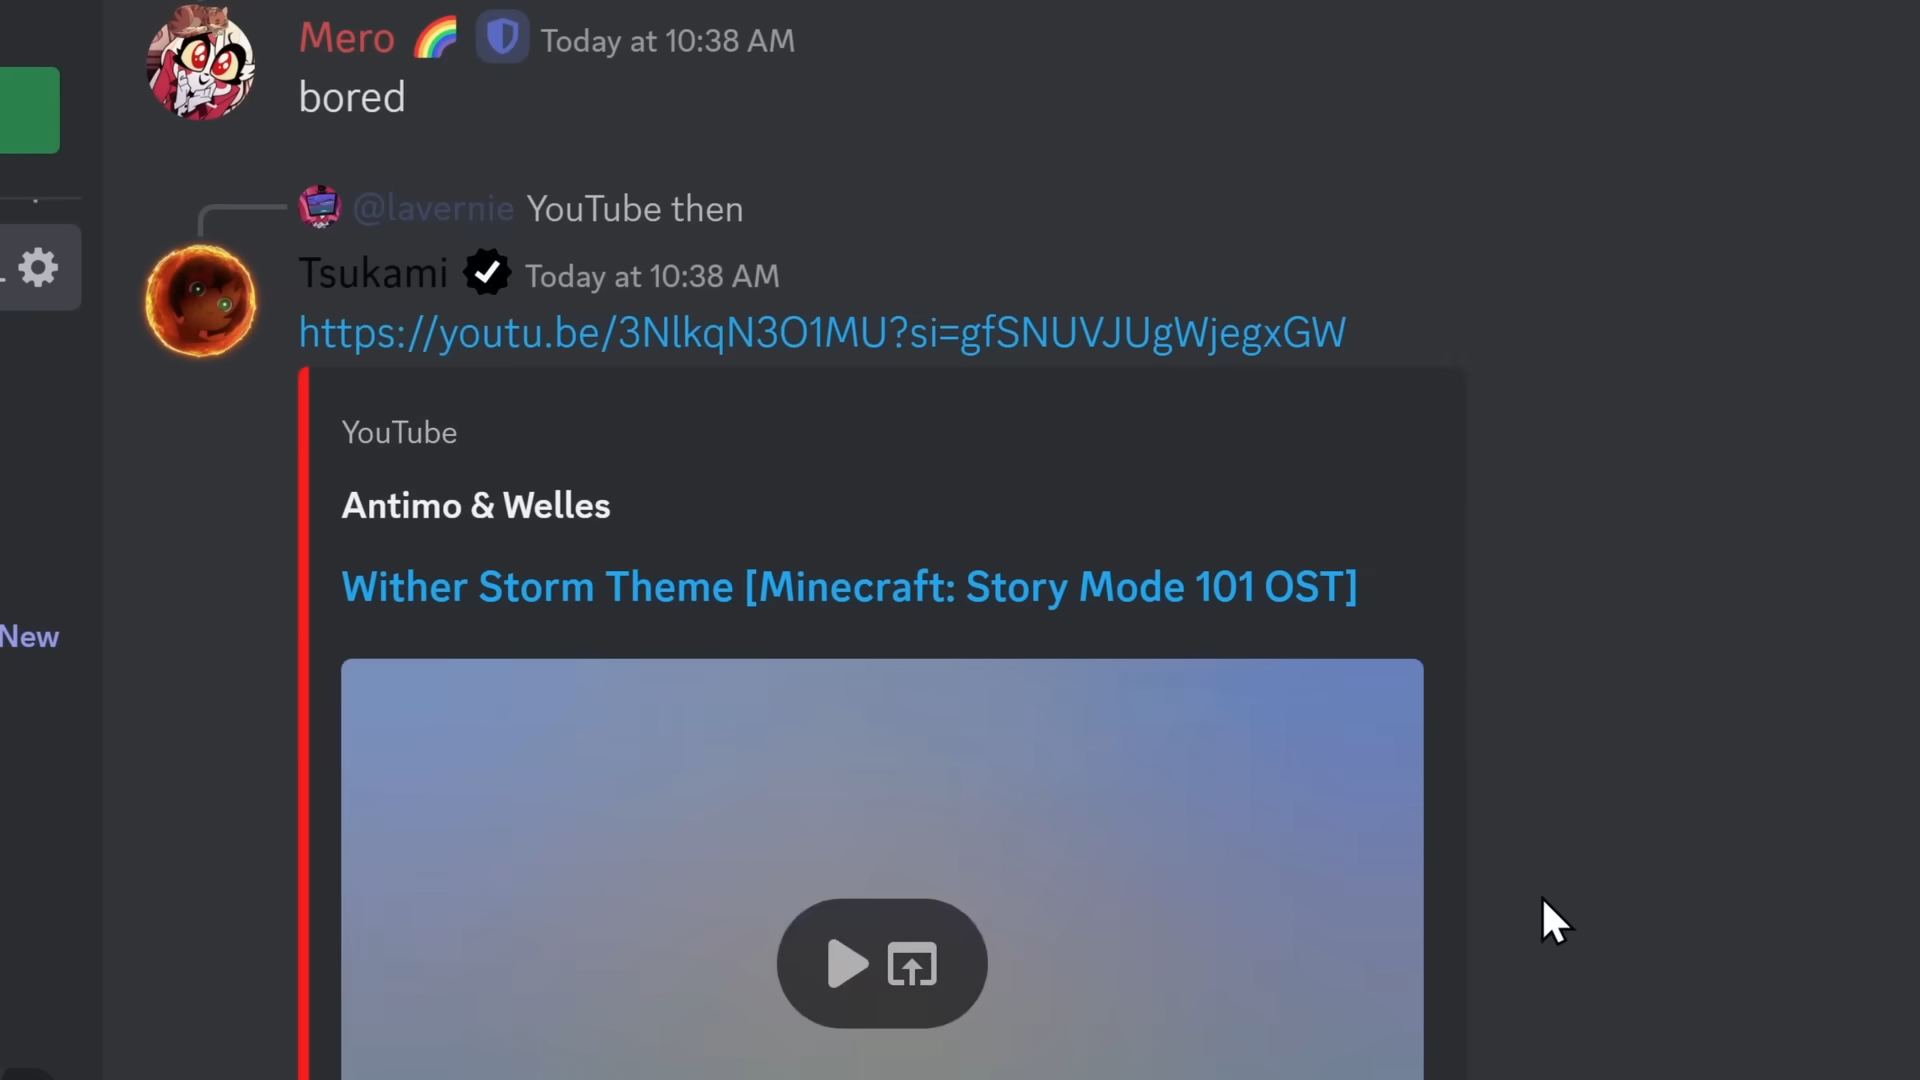 Mero Today at 10:38 AM
bored
@lavernie YouTube then
Tsukami Today at 10:38 AM
https://youtu.be/3NlkqN3O1MU?si=gfSNUVJUgWjegxGW
YouTube
Antimo & Welles
Wither Storm Theme [Minecraft: Story Mode 101 OST]
New